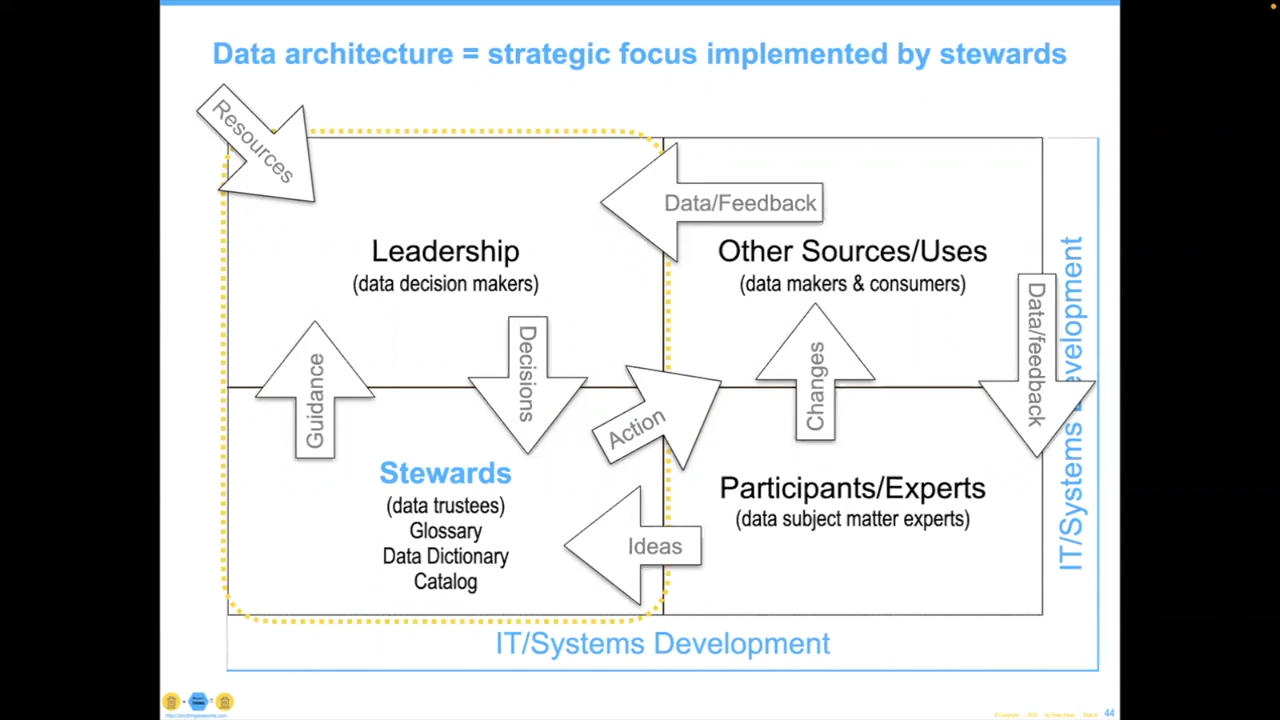 Data architecture = strategic focus implemented by stewards
Resources
Data/Feedback
Leadership
(data decision makers)
Other Sources/Uses
(data makers & consumers)
Guidance
Decisions
Action
Changes
Data/feedback
IT/Systems Development
Stewards
(data trustees)
Glossary
Data Dictionary
Catalog
Ideas
Participants/Experts
(data subject matter experts)
IT/Systems Development
44